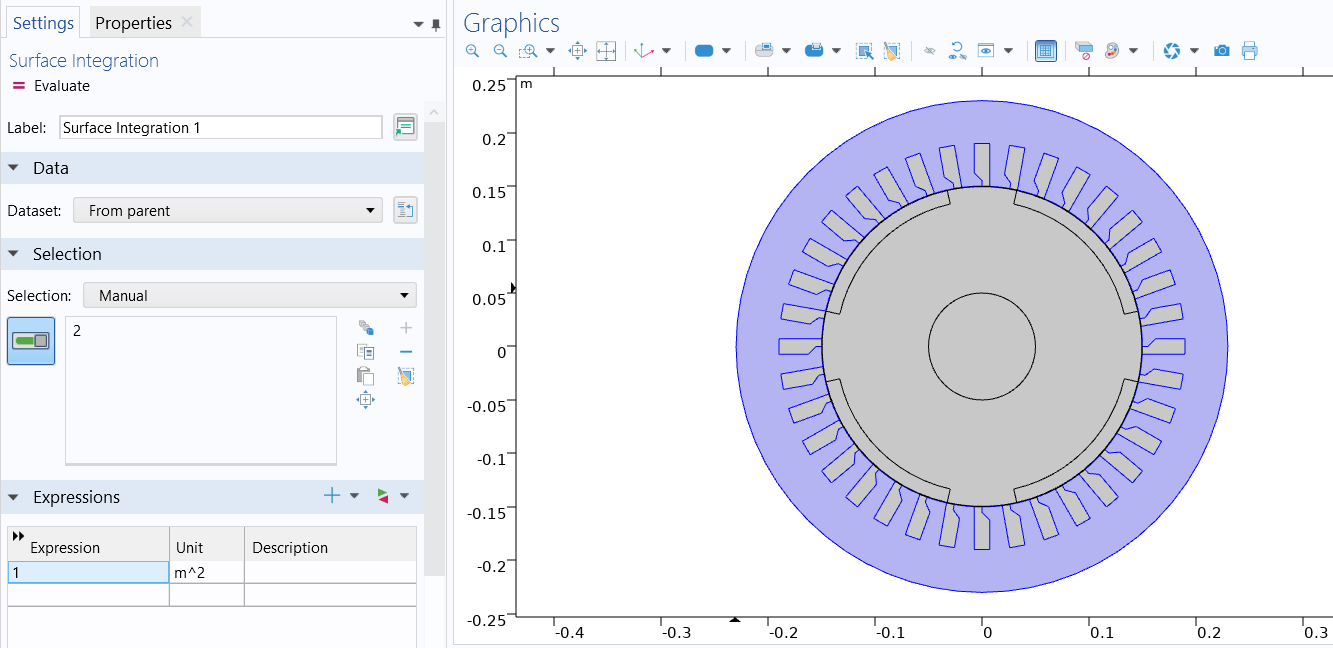 Settings
Properties
Surface Integration
Evaluate
Label: Surface Integration 1
Data
Dataset: From parent
Selection
Selection: Manual
2
Expressions
Expression Unit Description
1 m^2
Graphics
m
0.25
0.2
0.15
0.1
0.05
0
-0.05
-0.1
-0.15
-0.2
-0.25
-0.4 -0.3 -0.2 -0.1 0 0.1 0.2 0.3